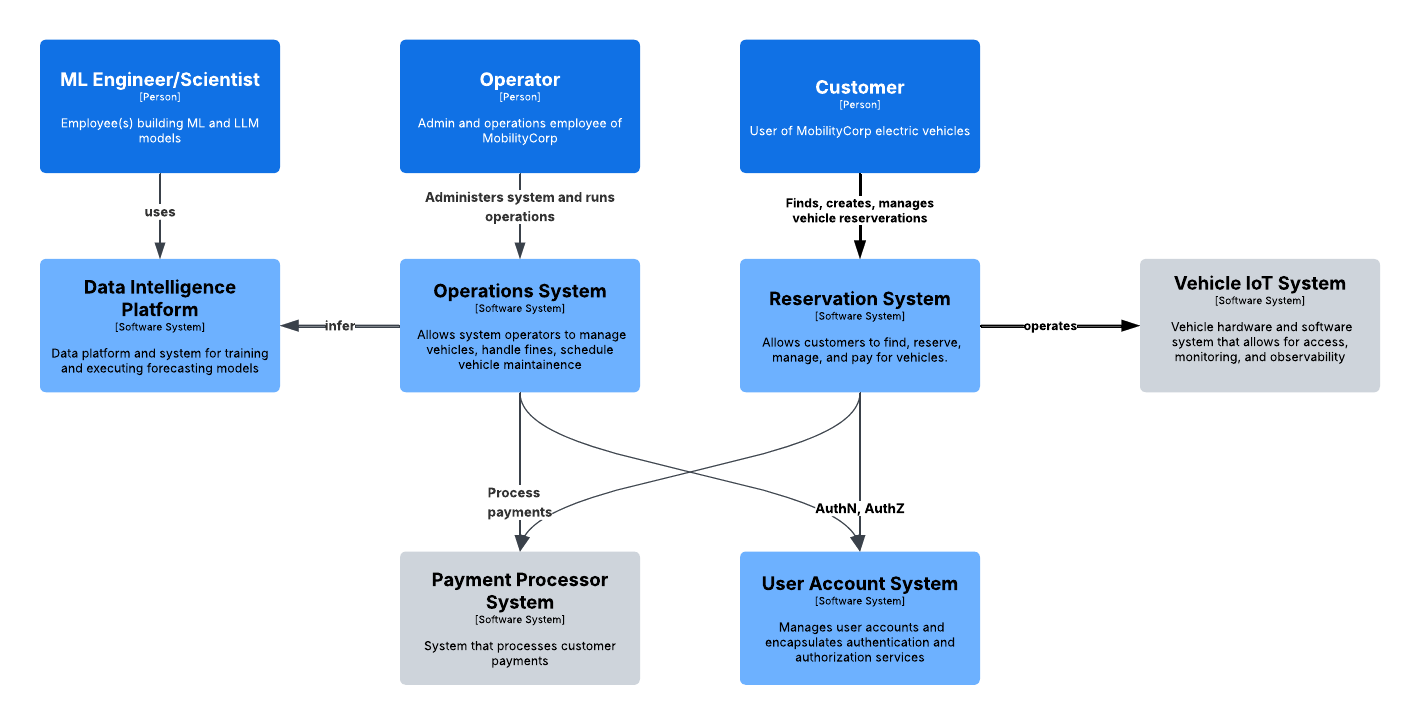 ML Engineer/Scientist
[Person]
Employee(s) building ML and LLM
models
Operator
[Person]
Admin and operations employee of
MobilityCorp
Customer
[Person]
User of MobilityCorp electric vehicles
uses
Administers system and runs
operations
Finds, creates, manages
vehicle reserverations
Data Intelligence
Platform
[Software System]
Data platform and system for training
and executing forecasting models
infer
Operations System
[Software System]
Allows system operators to manage
vehicles, handle fines, schedule
vehicle maintainence
Reservation System
[Software System]
Allows customers to find, reserve,
manage, and pay for vehicles.
operates
Vehicle IoT System
[Software System]
Vehicle hardware and software
system that allows for access,
monitoring, and observability
Process
payments
AuthN, AuthZ
Payment Processor
System
[Software System]
System that processes customer
payments
User Account System
[Software System]
Manages user accounts and
encapsulates authentication and
authorization services